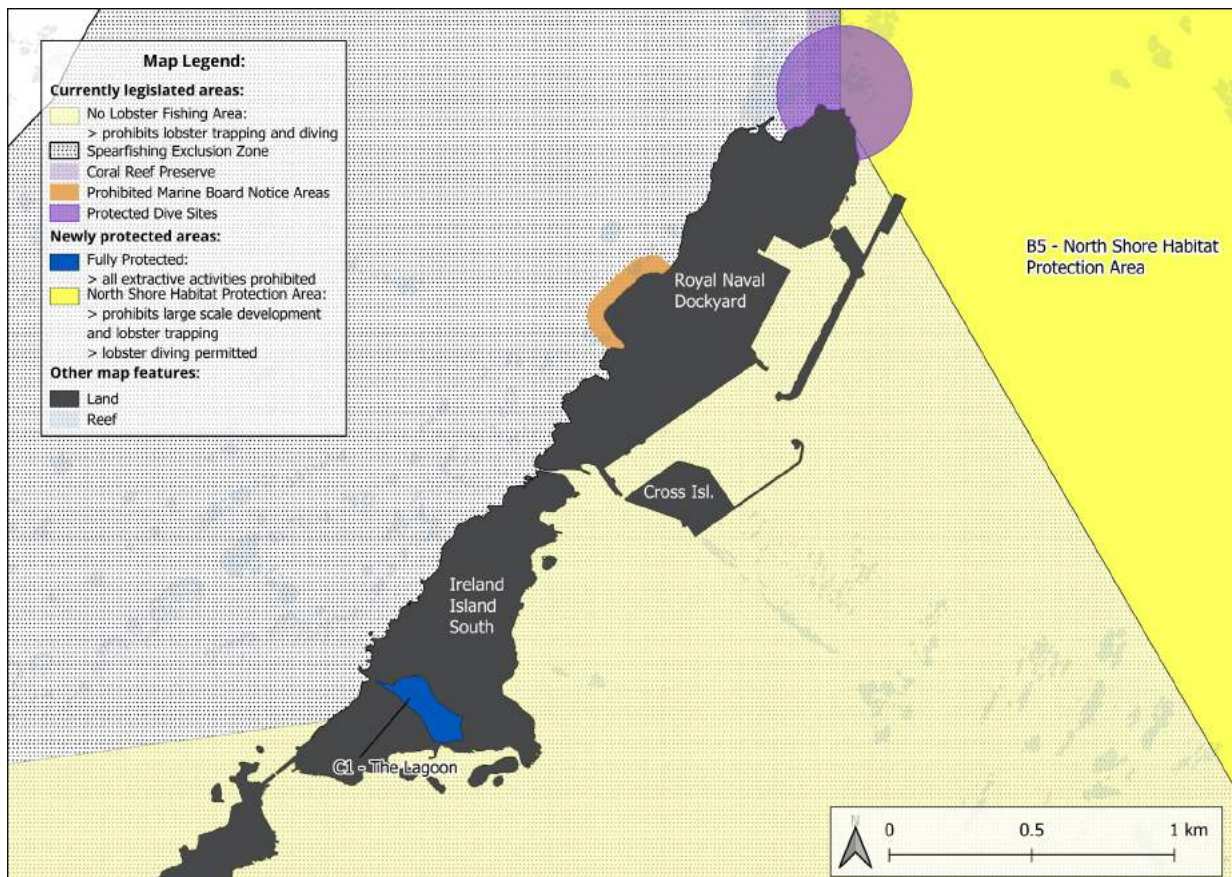 Map Legend:
Currently legislated areas:
No Lobster Fishing Area:
> prohibits lobster trapping and diving
Spearfishing Exclusion Zone
Coral Reef Preserve
Prohibited Marine Board Notice Areas
Protected Dive Sites
Newly protected areas:
Fully Protected:
> all extractive activities prohibited
North Shore Habitat Protection Area:
> prohibits large scale development
and lobster trapping
> lobster diving permitted
Other map features:
Land
Reef
B5 - North Shore Habitat
Protection Area
Royal Naval
Dockyard
Cross Isl.
Ireland
Island
South
C1 - The Lagoon
N
0 0.5 1 km